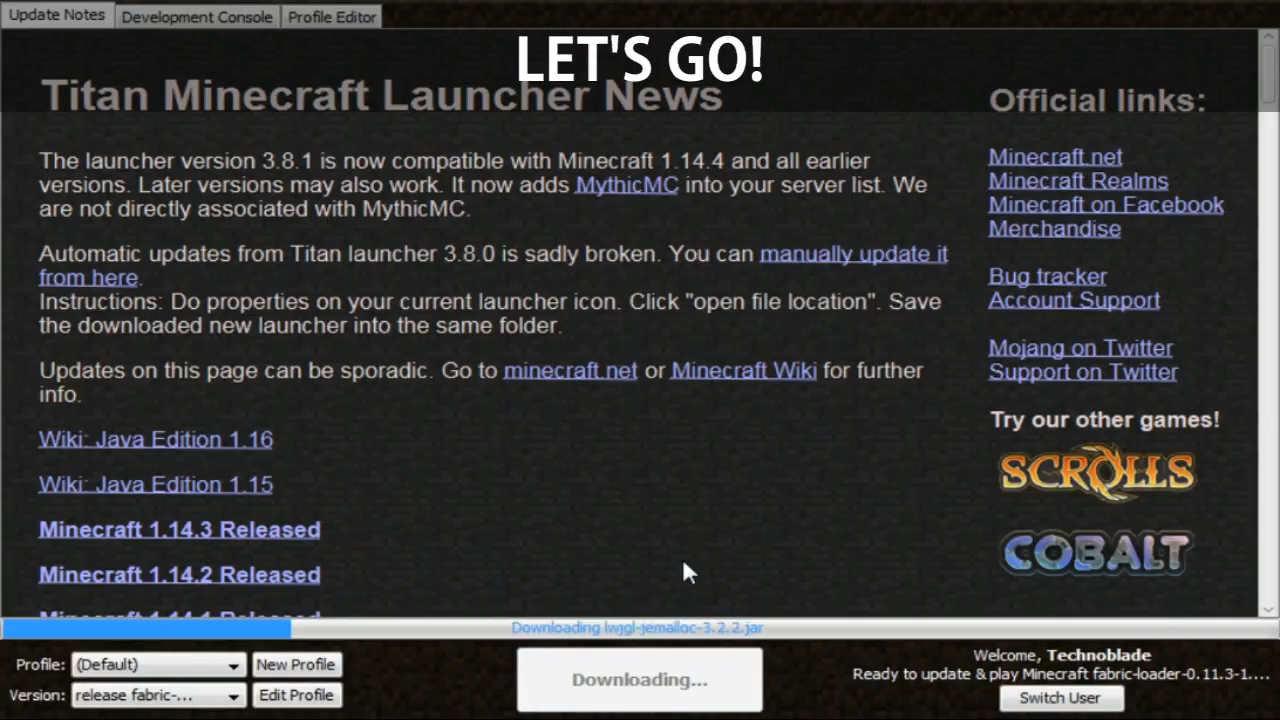 Update Notes
Development Console
Profile Editor
LET'S GO!
Titan Minecraft Launcher News
The launcher version 3.8.1 is now compatible with Minecraft 1.14.4 and all earlier
versions. Later versions may also work. It now adds MythicMC into your server list. We
are not directly associated with MythicMC.
Automatic updates from Titan launcher 3.8.0 is sadly broken. You can manually update it
from here.
Instructions: Do properties on your current launcher icon. Click "open file location". Save
the downloaded new launcher into the same folder.
Updates on this page can be sporadic. Go to minecraft.net or Minecraft Wiki for further
info.
Wiki: Java Edition 1.16
Wiki: Java Edition 1.15
Minecraft 1.14.3 Released
Minecraft 1.14.2 Released
Minecraft 1.14.1 Released
Official links:
Minecraft.net
Minecraft Realms
Minecraft on Facebook
Merchandise
Bug tracker
Account Support
Mojang on Twitter
Support on Twitter
Try our other games!
SCROLLS
COBALT
Downloading lwjgl-jemalloc-3.2.2.jar
Profile: (Default) New Profile
Version: release fabric-... Edit Profile
Downloading...
Welcome, Technoblade
Ready to update & play Minecraft fabric-loader-0.11.3-1....
Switch User